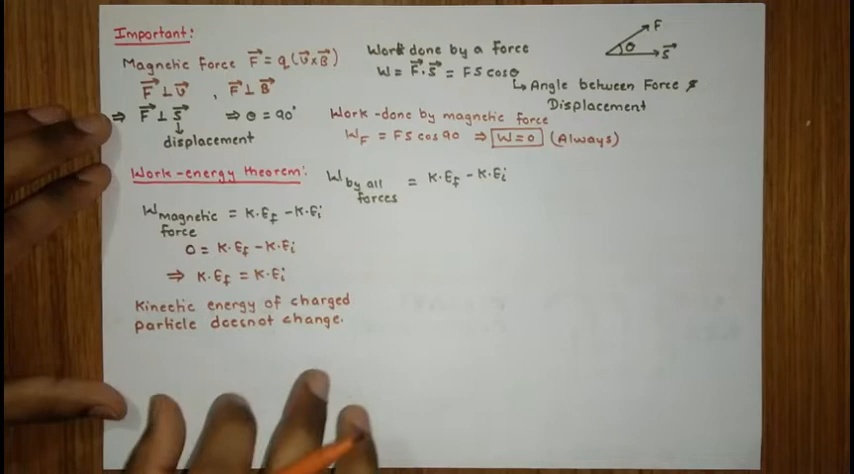 Important:
Magnetic Force F⃗ = q(v⃗×B⃗)
F⃗ ⊥ v⃗ , F⃗ ⊥ B⃗
⇒ F⃗ ⊥ S⃗ ⇒ θ = 90°
↓
displacement
Work done by a force
W = F⃗.S⃗ = FS cosθ
↳ Angle between Force &
Displacement
F
θ
S⃗
Work-done by magnetic force
W_F = FS cos 90 ⇒ W=0 (Always)
Work-energy theorem:
W by all forces = K.E_f - K.E_i
W magnetic force = K.E_f - K.E_i
0 = K.E_f - K.E_i
⇒ K.E_f = K.E_i
Kinectic energy of charged
particle doesnot change.